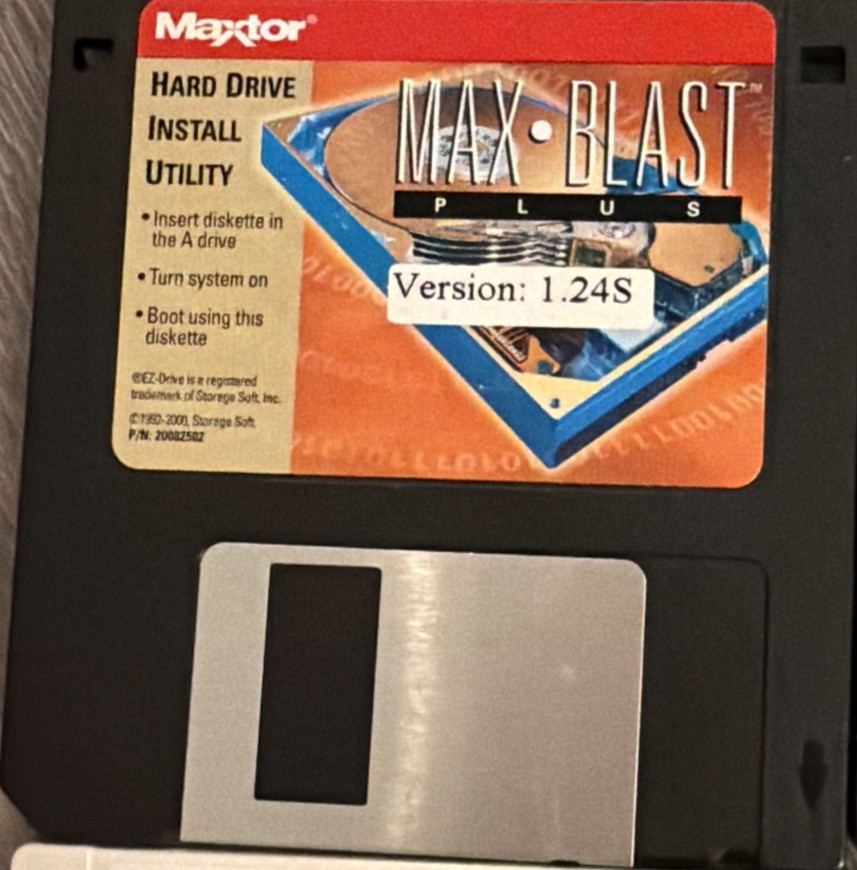 Maxtor®
HARD DRIVE
INSTALL
UTILITY
• Insert diskette in
the A drive
• Turn system on
• Boot using this
diskette
®EZ-Drive is a registered
trademark of Storage Soft, Inc.
©1992-2000, Storage Soft
P/N: 20082502
MAX•BLAST™
PLUS
Version: 1.24S